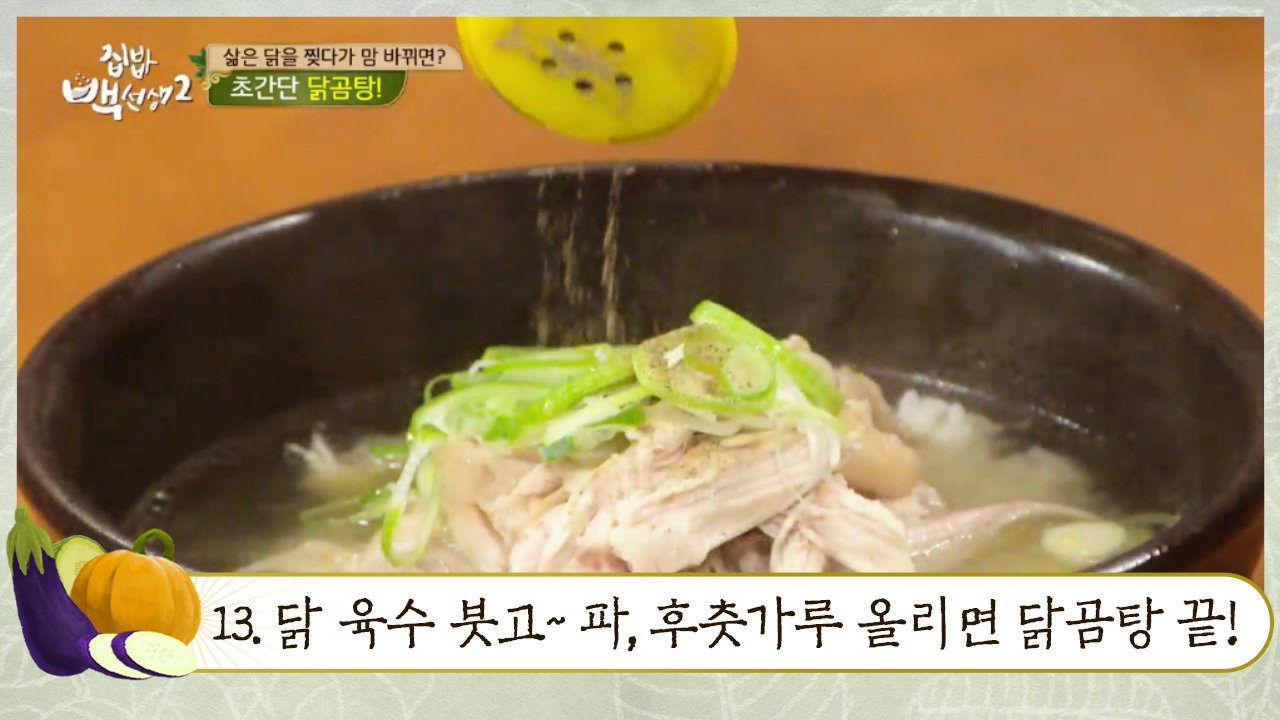 집밥
백선생2
삶은 닭을 찢다가 맘 바뀌면?
초간단 닭곰탕!
13. 닭 육수 붓고~ 파, 후춧가루 올리면 닭곰탕 끝!